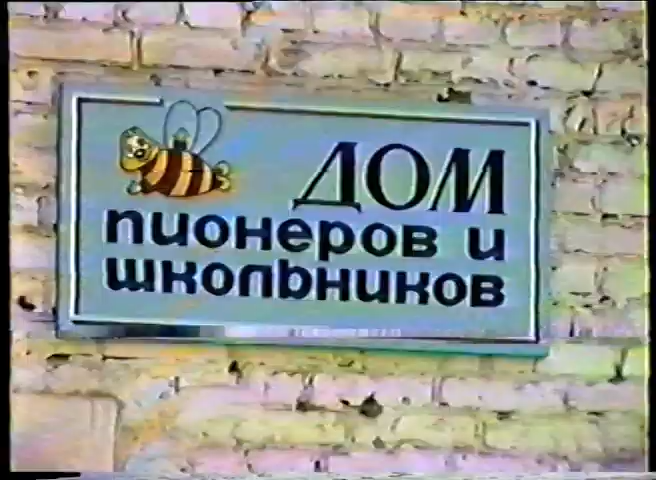 ДОМ
пионеров и
школьников